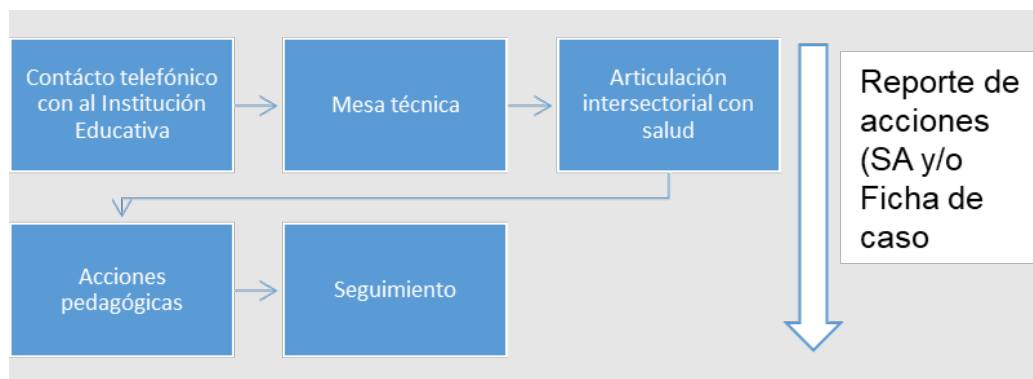 Contácto telefónico
con al Institución
Educativa
Mesa técnica
Articulación
intersectorial con
salud
Acciones
pedagógicas
Seguimiento
Reporte de
acciones
(SA y/o
Ficha de
caso